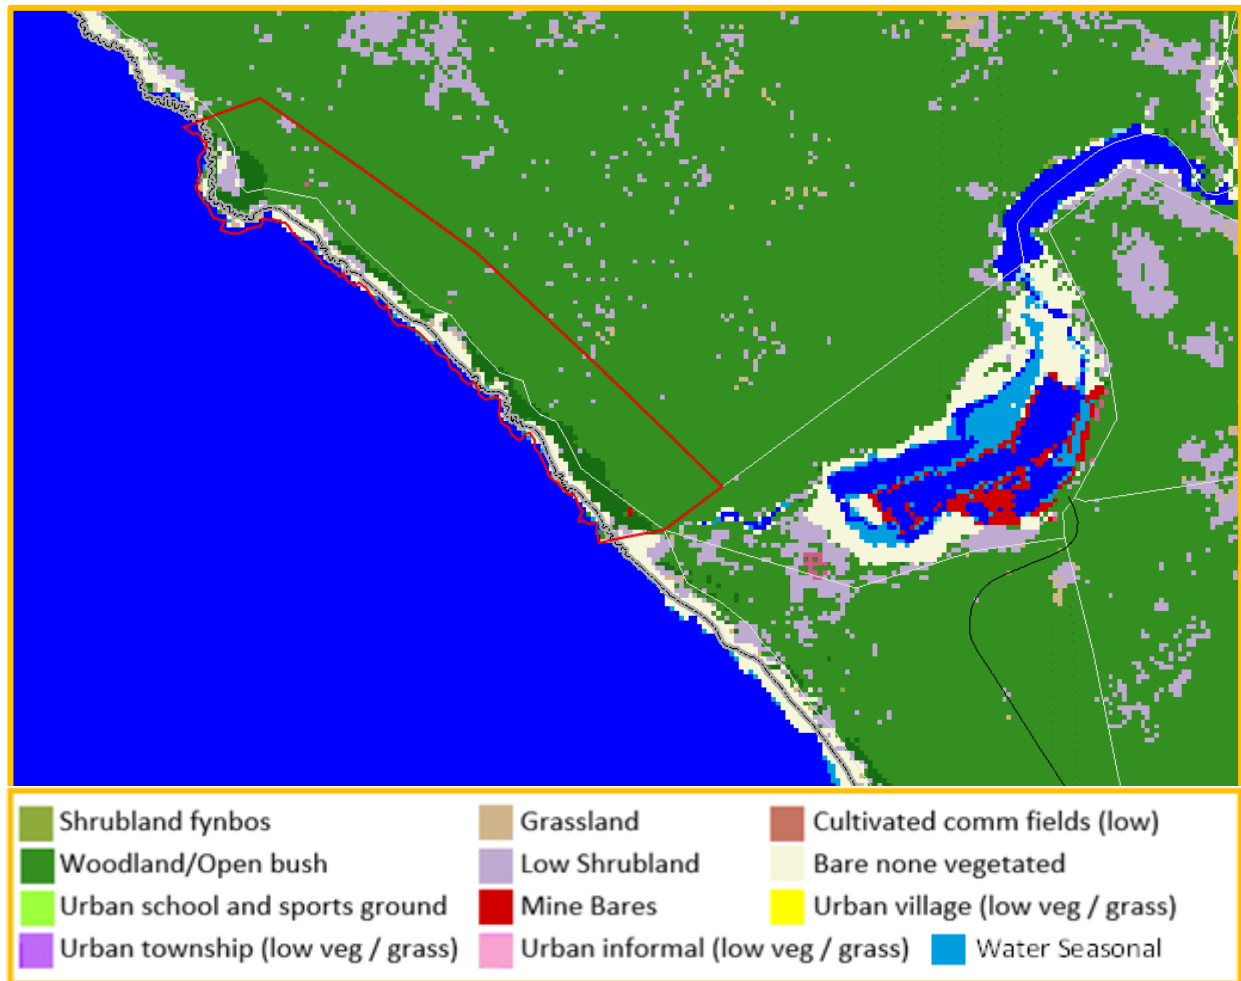 Shrubland fynbos Grassland Cultivated comm fields (low)
Woodland/Open bush Low Shrubland Bare none vegetated
Urban school and sports ground Mine Bares Urban village (low veg / grass)
Urban township (low veg / grass) Urban informal (low veg / grass) Water Seasonal